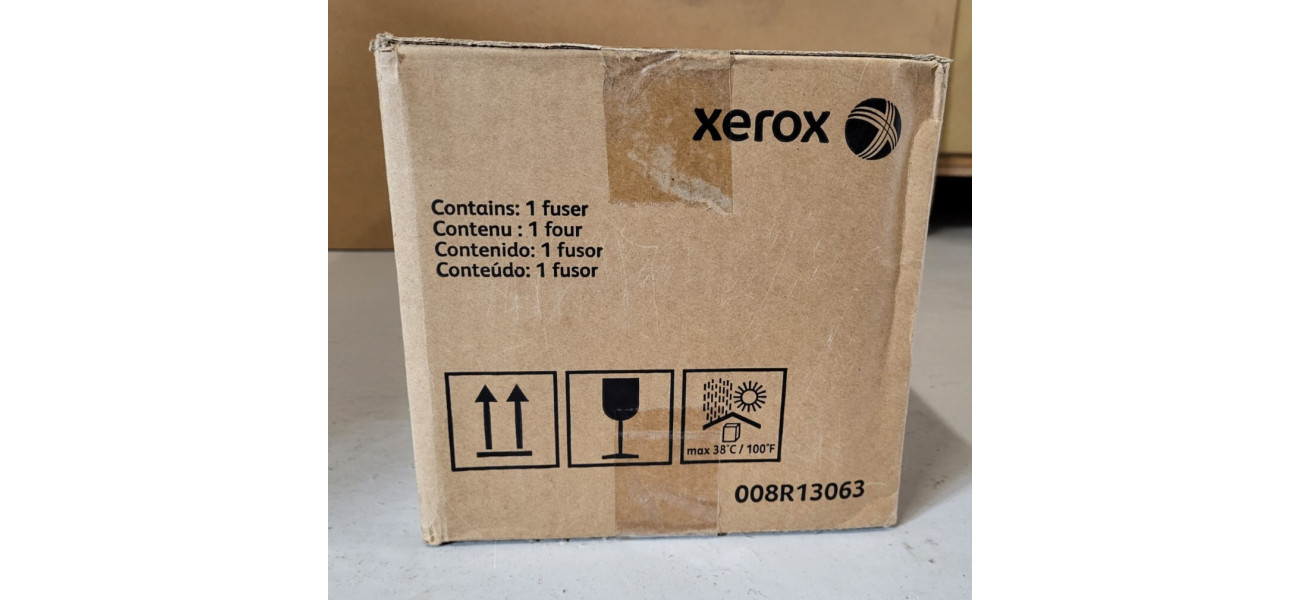 xerox
Contains: 1 fuser
Contenu : 1 four
Contenido: 1 fusor
Conteúdo: 1 fusor
max 38°C / 100°F
008R13063